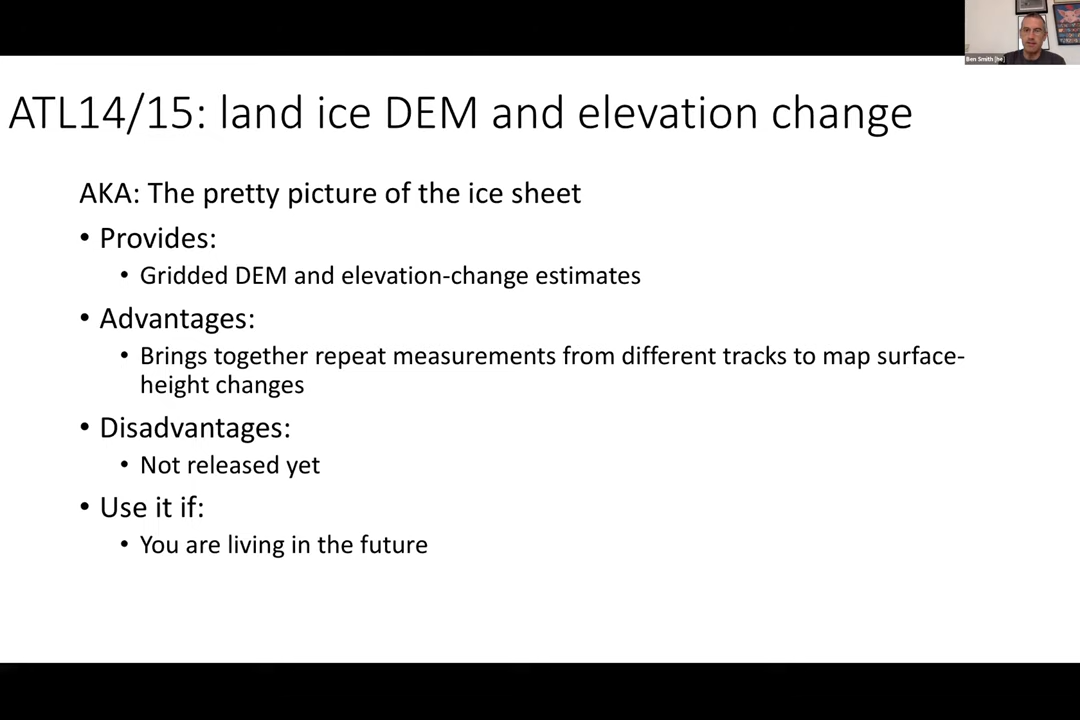 Ben Smith [he]
ATL14/15: land ice DEM and elevation change
AKA: The pretty picture of the ice sheet
• Provides:
• Gridded DEM and elevation-change estimates
• Advantages:
• Brings together repeat measurements from different tracks to map surface-
height changes
• Disadvantages:
• Not released yet
• Use it if:
• You are living in the future